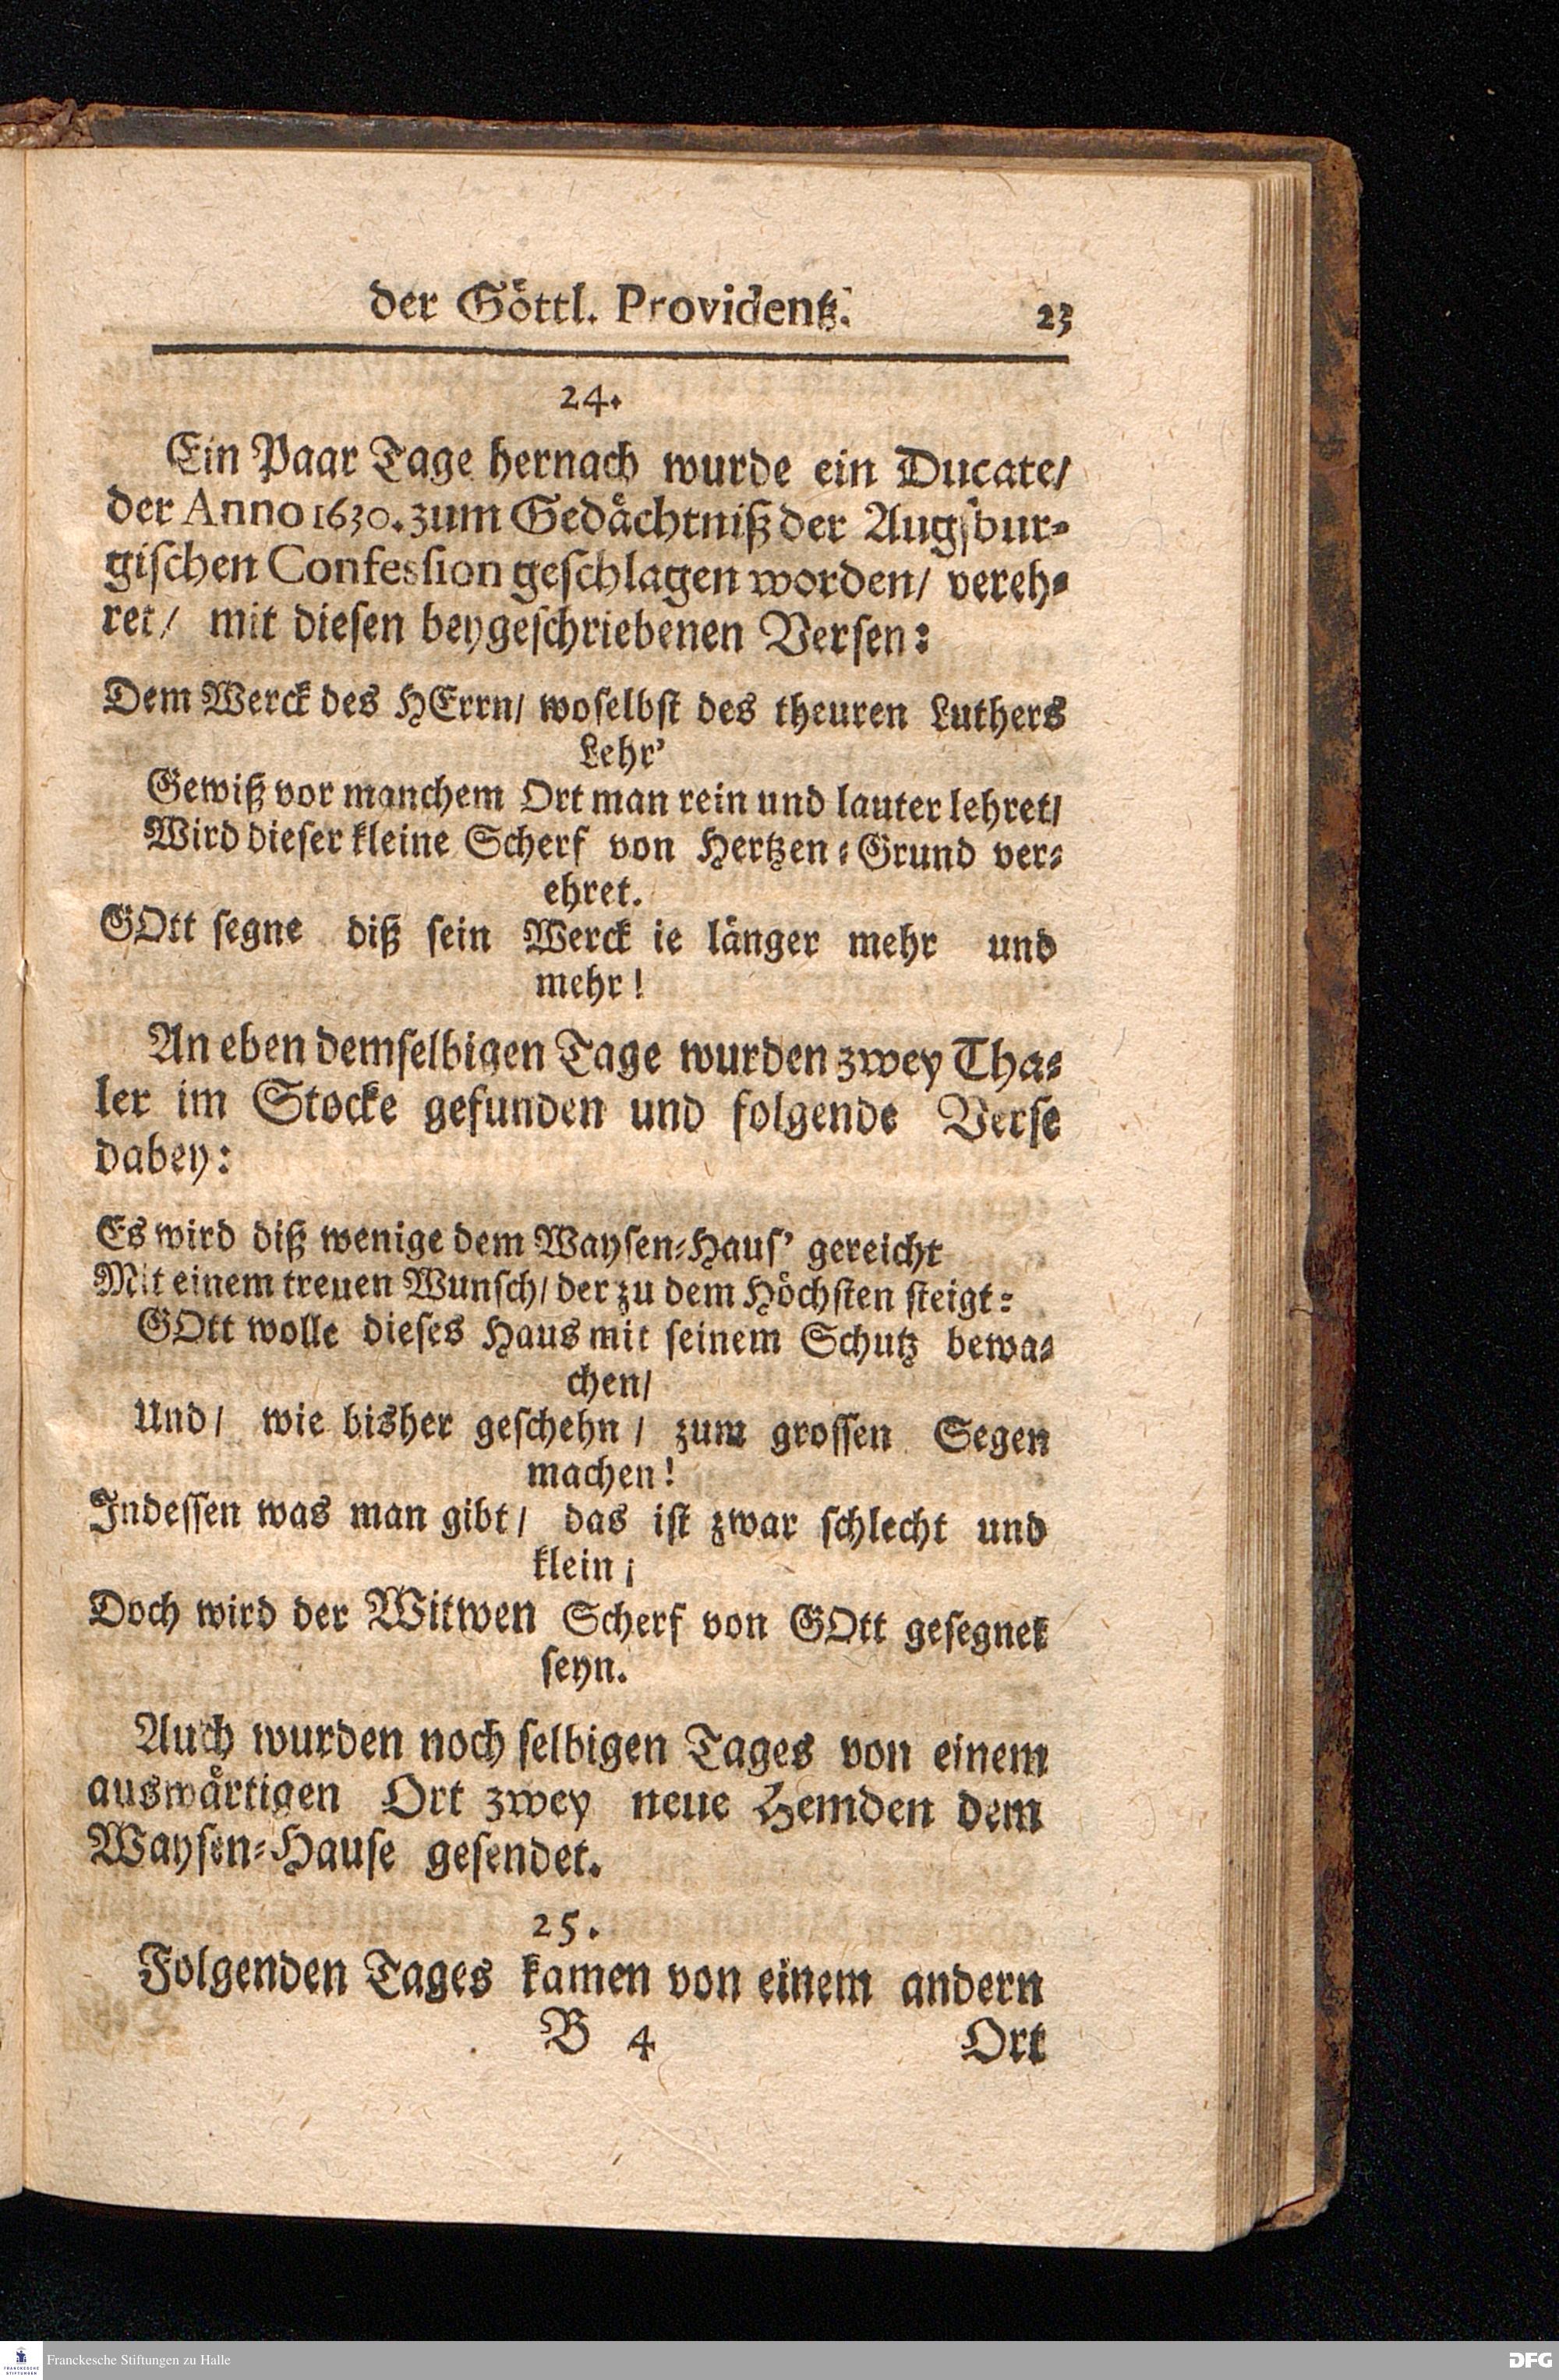 der Göttl. Providentz. 23
24.
Ein Paar Tage hernach wurde ein Ducate/
der Anno 1630. zum Gedächtniß der Augsbur-
gischen Confession geschlagen worden/ vereh-
ret/ mit diesen beygeschriebenen Versen:
Dem Werck des HErrn/ woselbst des theuren Luthers
Lehr'
Gewiß vor manchem Ort man rein und lauter lehret/
Wird dieser kleine Scherf von Hertzen-Grund ver-
ehret.
GOtt segne diß sein Werck ie länger mehr und
mehr!
An eben demselbigen Tage wurden zwey Tha-
ler im Stocke gefunden und folgende Verse
dabey:
Es wird diß wenige dem Waysen-Haus' gereicht
Mit einem treuen Wunsch/ der zu dem Höchsten steigt:
GOtt wolle dieses Haus mit seinem Schutz bewa-
chen/
Und/ wie bisher geschehn/ zum grossen Segen
machen!
Indessen was man gibt/ das ist zwar schlecht und
klein;
Doch wird der Witwen Scherf von GOtt gesegnet
seyn.
Auch wurden noch selbigen Tages von einem
auswärtigen Ort zwey neue Hemden dem
Waysen-Hause gesendet.
25.
Folgenden Tages kamen von einem andern
B 4 Ort
Franckesche Stiftungen zu Halle
DFG